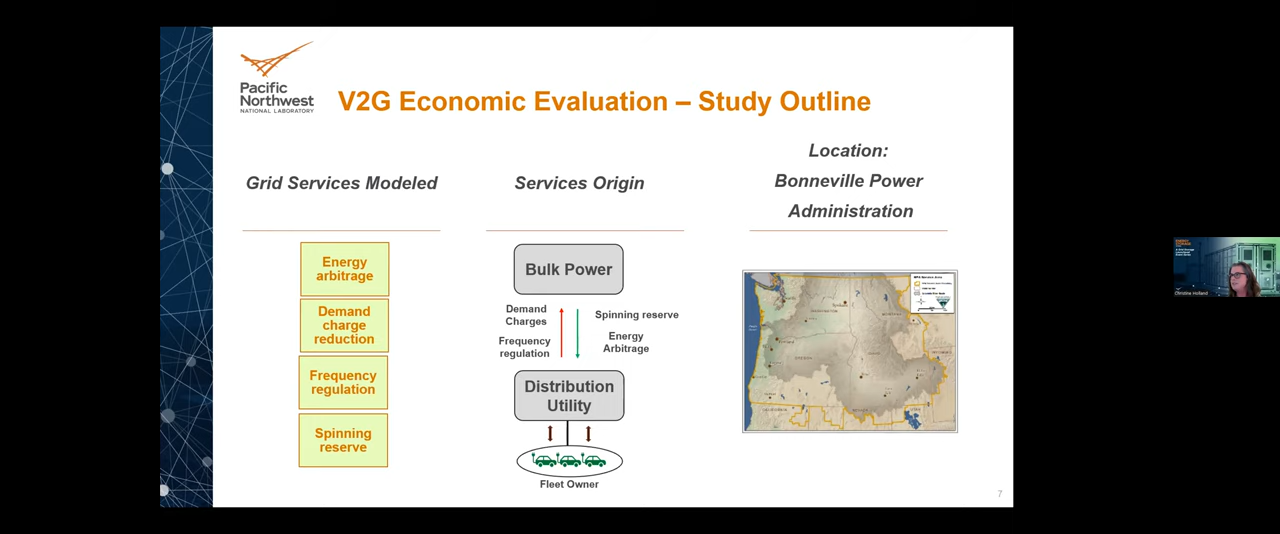 Pacific
Northwest
NATIONAL LABORATORY
V2G Economic Evaluation – Study Outline
Grid Services Modeled
Energy
arbitrage
Demand
charge
reduction
Frequency
regulation
Spinning
reserve
Services Origin
Bulk Power
Demand
Charges
Frequency
regulation
Spinning reserve
Energy
Arbitrage
Distribution
Utility
Fleet Owner
Location:
Bonneville Power
Administration
7
Christine Holland